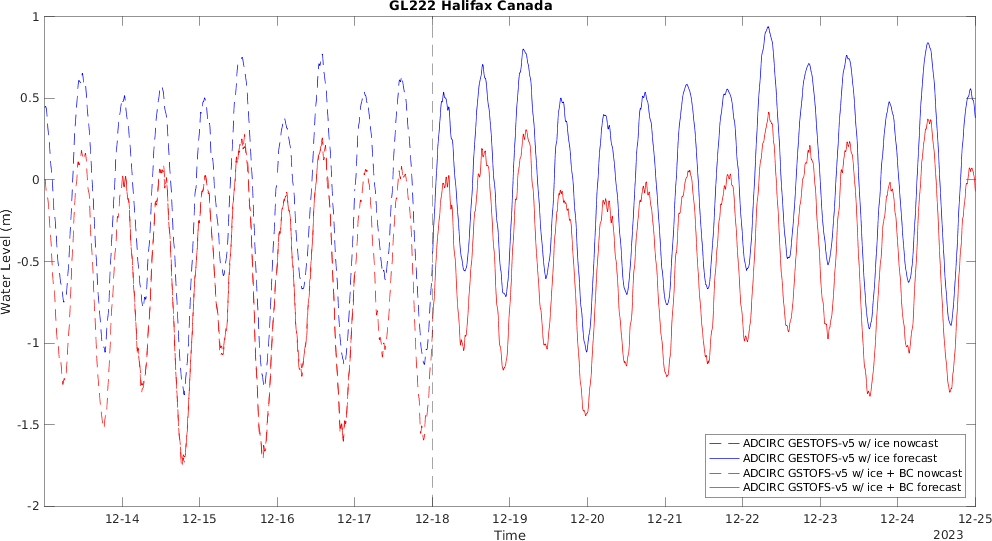 GL222 Halifax Canada
1
0.5
0
-0.5
-1
-1.5
-2
Water Level (m)
12-14 12-15 12-16 12-17 12-18 12-19 12-20 12-21 12-22 12-23 12-24 12-25
Time
2023
ADCIRC GESTOFS-v5 w/ ice nowcast
ADCIRC GESTOFS-v5 w/ ice forecast
ADCIRC GSTOFS-v5 w/ ice + BC nowcast
ADCIRC GSTOFS-v5 w/ ice + BC forecast